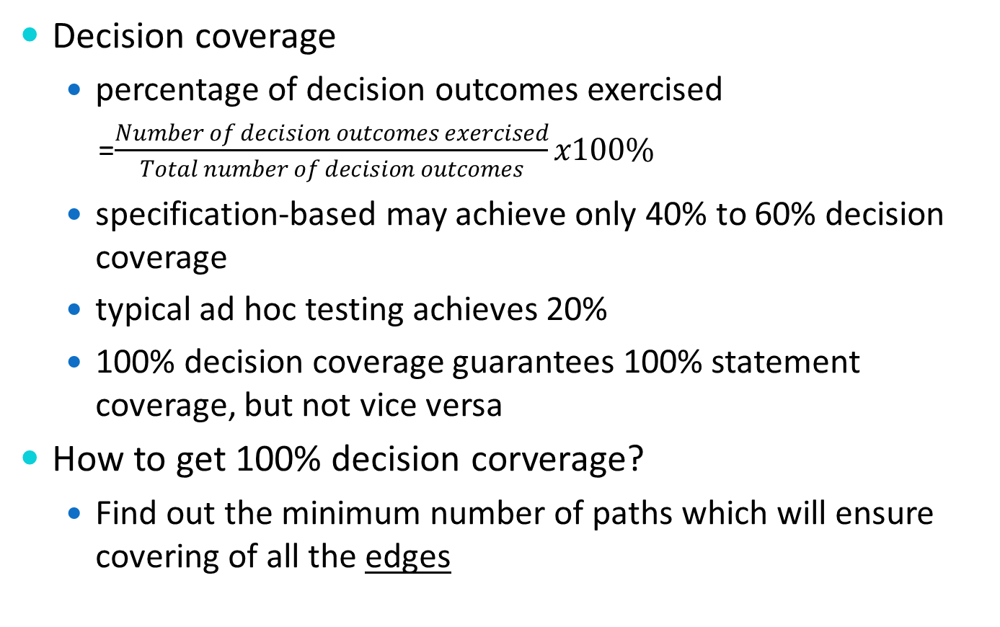 Decision coverage
percentage of decision outcomes exercised
= Number of decision outcomes exercised / Total number of decision outcomes x100%
specification-based may achieve only 40% to 60% decision
coverage
typical ad hoc testing achieves 20%
100% decision coverage guarantees 100% statement
coverage, but not vice versa
How to get 100% decision corverage?
Find out the minimum number of paths which will ensure
covering of all the edges